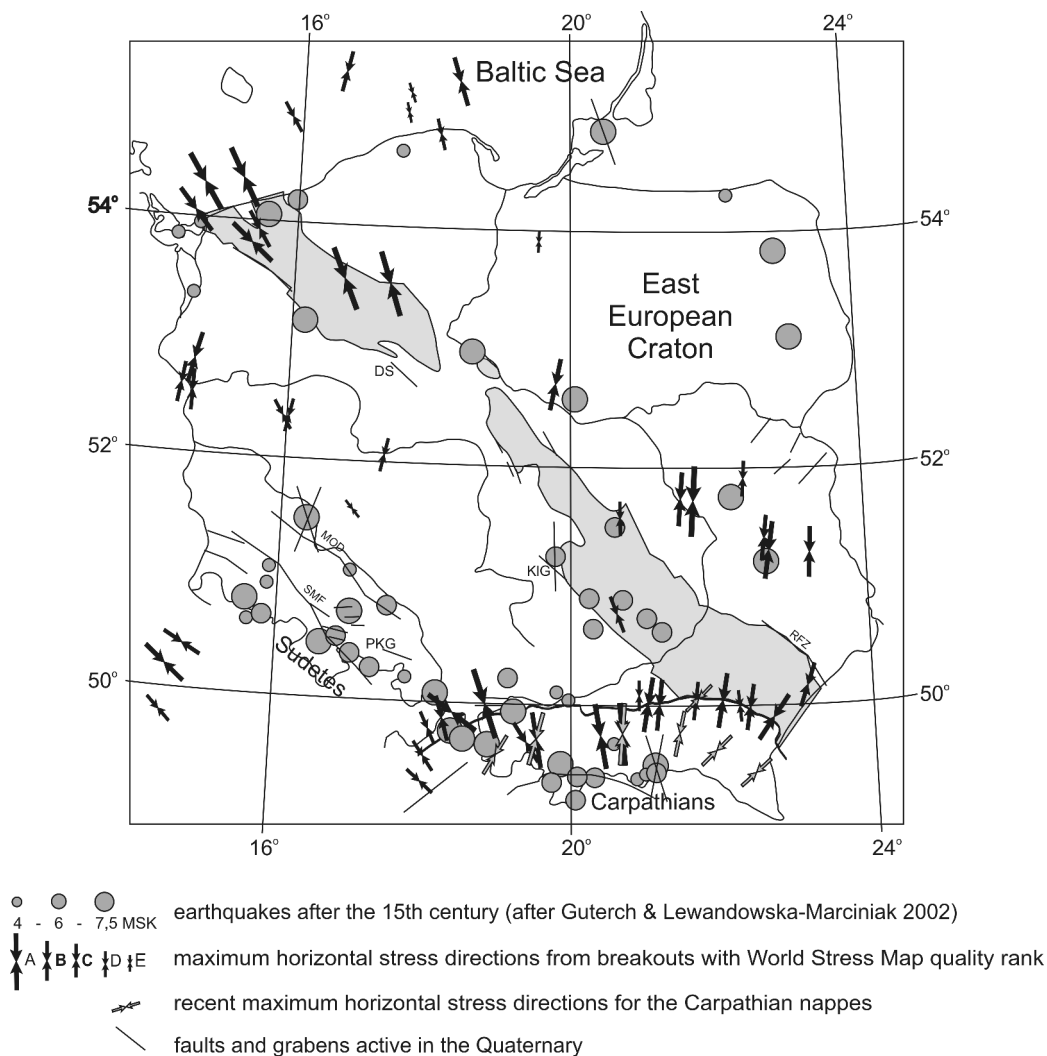 16° 20° 24°
Baltic Sea
54° 54°
East
European
Craton
DS
52° 52°
MOD
KIG
SMF
PKG
RFZ
Sudetes
50° 50°
Carpathians
16° 20° 24°
4 - 6 - 7,5 MSK earthquakes after the 15th century (after Guterch & Lewandowska-Marciniak 2002)
A B C D E maximum horizontal stress directions from breakouts with World Stress Map quality rank
recent maximum horizontal stress directions for the Carpathian nappes
faults and grabens active in the Quaternary